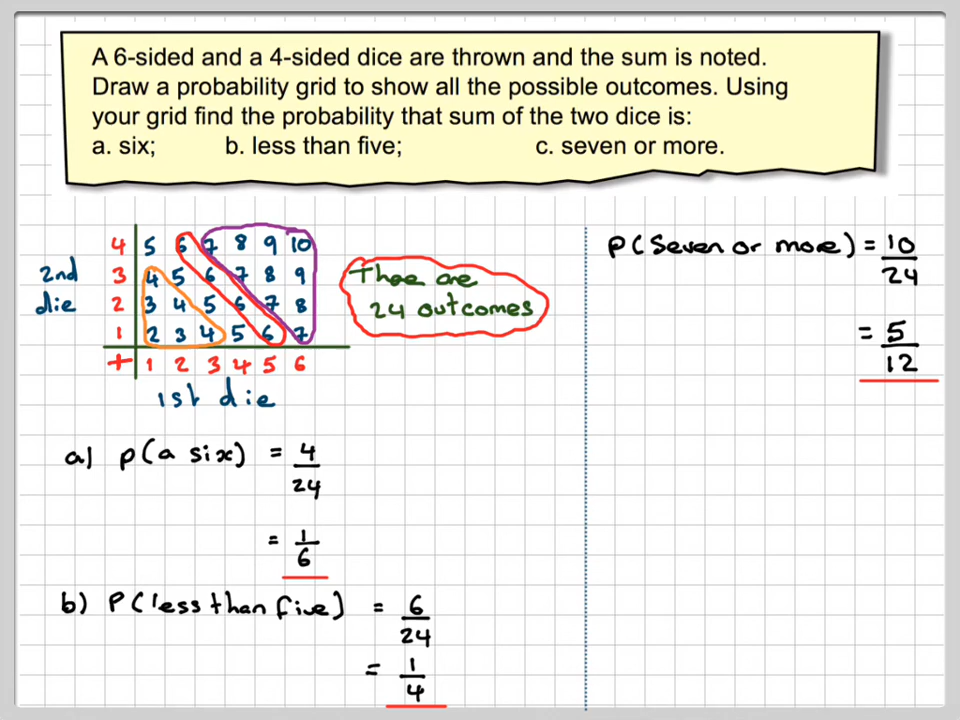 A 6-sided and a 4-sided dice are thrown and the sum is noted.
Draw a probability grid to show all the possible outcomes. Using
your grid find the probability that sum of the two dice is:
a. six; b. less than five; c. seven or more.
4 5 6 7 8 9 10
2nd 3 4 5 6 7 8 9
die 2 3 4 5 6 7 8
1 2 3 4 5 6 7
+ 1 2 3 4 5 6
1st die
There are
24 outcomes
a) P(a six) = 4/24
= 1/6
b) P(less than five) = 6/24
= 1/4
P(Seven or more) = 10/24
= 5/12